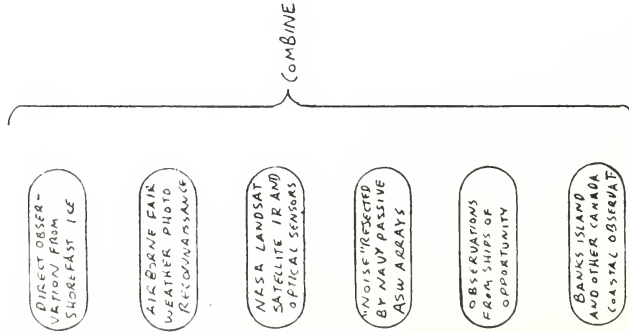 DIRECT OBSER-
VATION FROM
SHOREFAST ICE
AIRBORNE FAIR
WEATHER PHOTO
RECONNAISSANCE
NASA LANDSAT
SATELLITE IR AND
OPTICAL SENSORS
"NOISE" REJECTED
BY NAVY PASSIVE
ASW ARRAYS
OBSERVATIONS
FROM SHIPS OF
OPPORTUNITY
BANKS ISLAND
AND OTHER CANADA
COASTAL OBSERVAT.
COMBINE